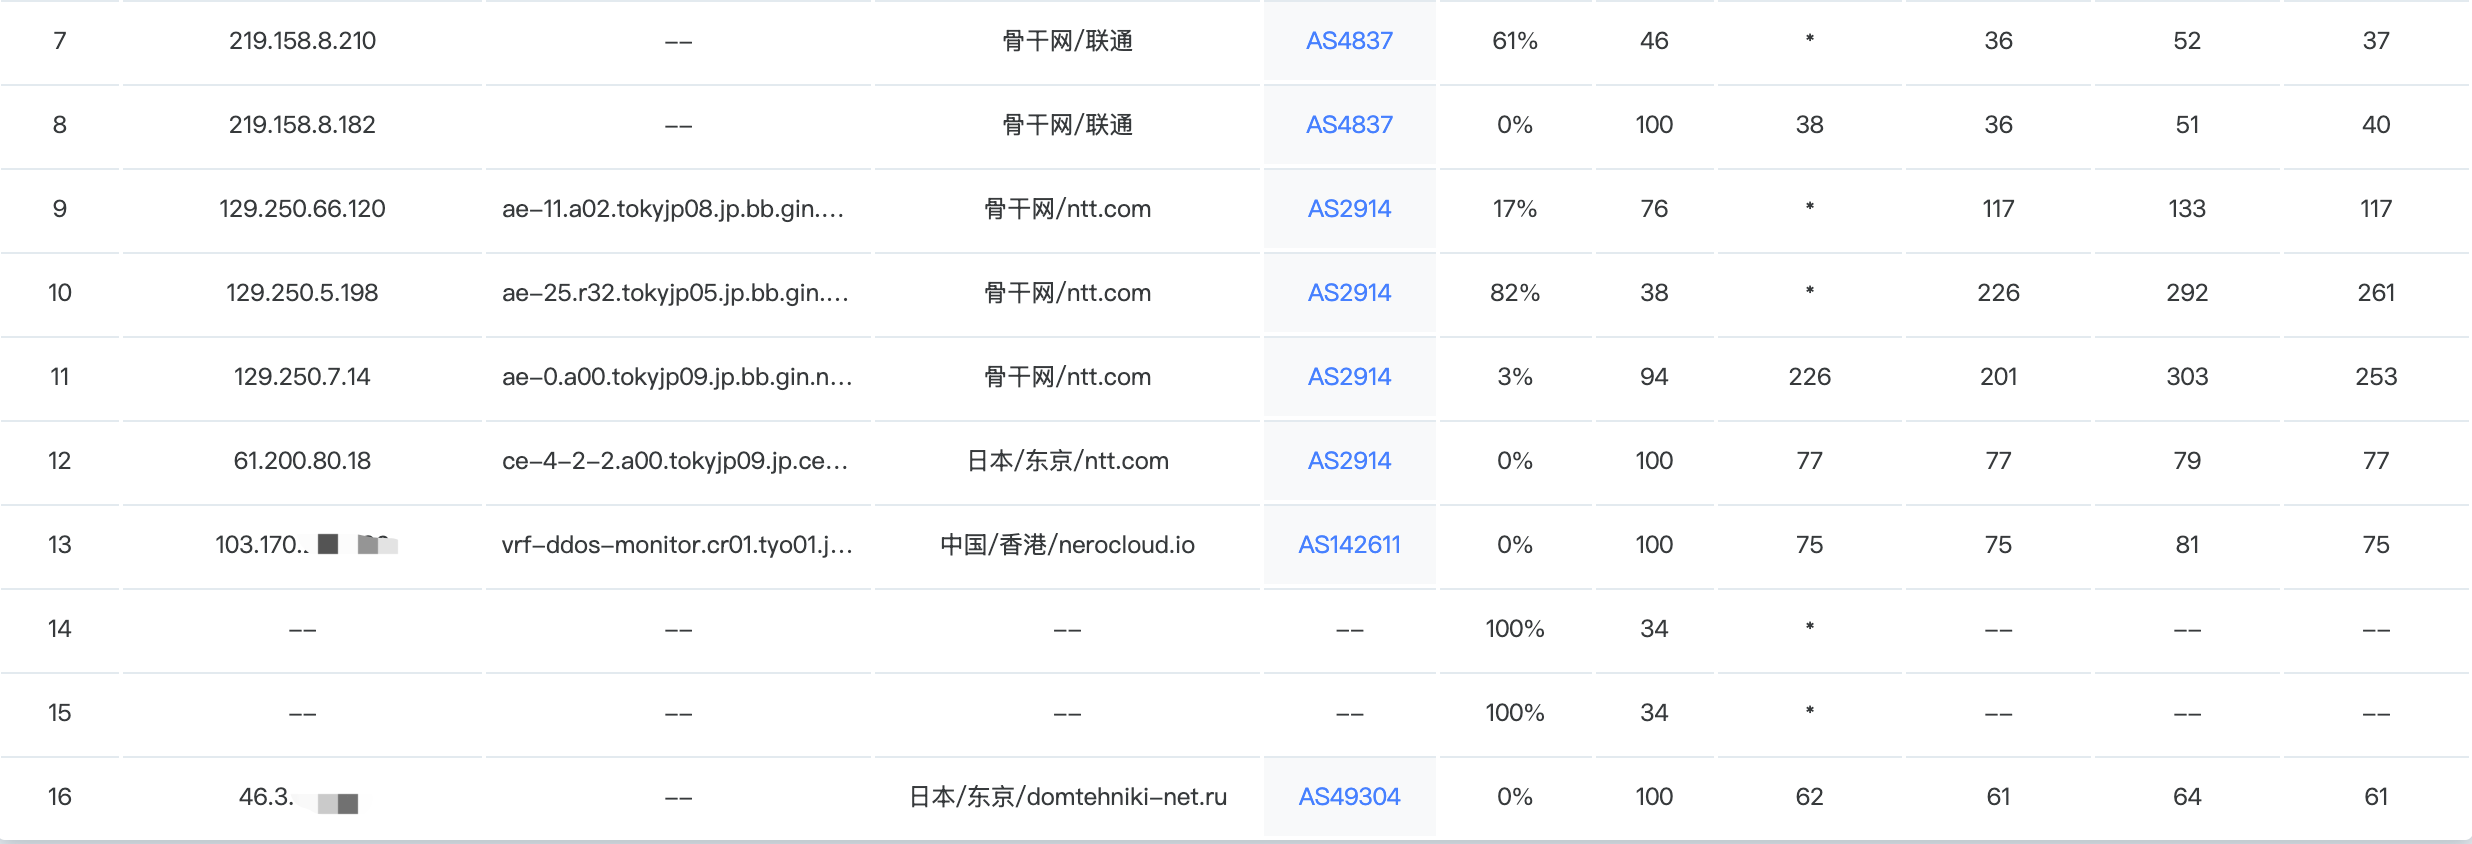 7 219.158.8.210 -- 骨干网/联通 AS4837 61% 46 * 36 52 37
8 219.158.8.182 -- 骨干网/联通 AS4837 0% 100 38 36 51 40
9 129.250.66.120 ae-11.a02.tokyjp08.jp.bb.gin.... 骨干网/ntt.com AS2914 17% 76 * 117 133 117
10 129.250.5.198 ae-25.r32.tokyjp05.jp.bb.gin.... 骨干网/ntt.com AS2914 82% 38 * 226 292 261
11 129.250.7.14 ae-0.a00.tokyjp09.jp.bb.gin.n... 骨干网/ntt.com AS2914 3% 94 226 201 303 253
12 61.200.80.18 ce-4-2-2.a00.tokyjp09.jp.ce... 日本/东京/ntt.com AS2914 0% 100 77 77 79 77
13 103.170. vrf-ddos-monitor.cr01.tyo01.j... 中国/香港/nerocloud.io AS142611 0% 100 75 75 81 75
14 -- -- -- -- 100% 34 * -- -- --
15 -- -- -- -- 100% 34 * -- -- --
16 46.3. -- 日本/东京/domtehniki-net.ru AS49304 0% 100 62 61 64 61